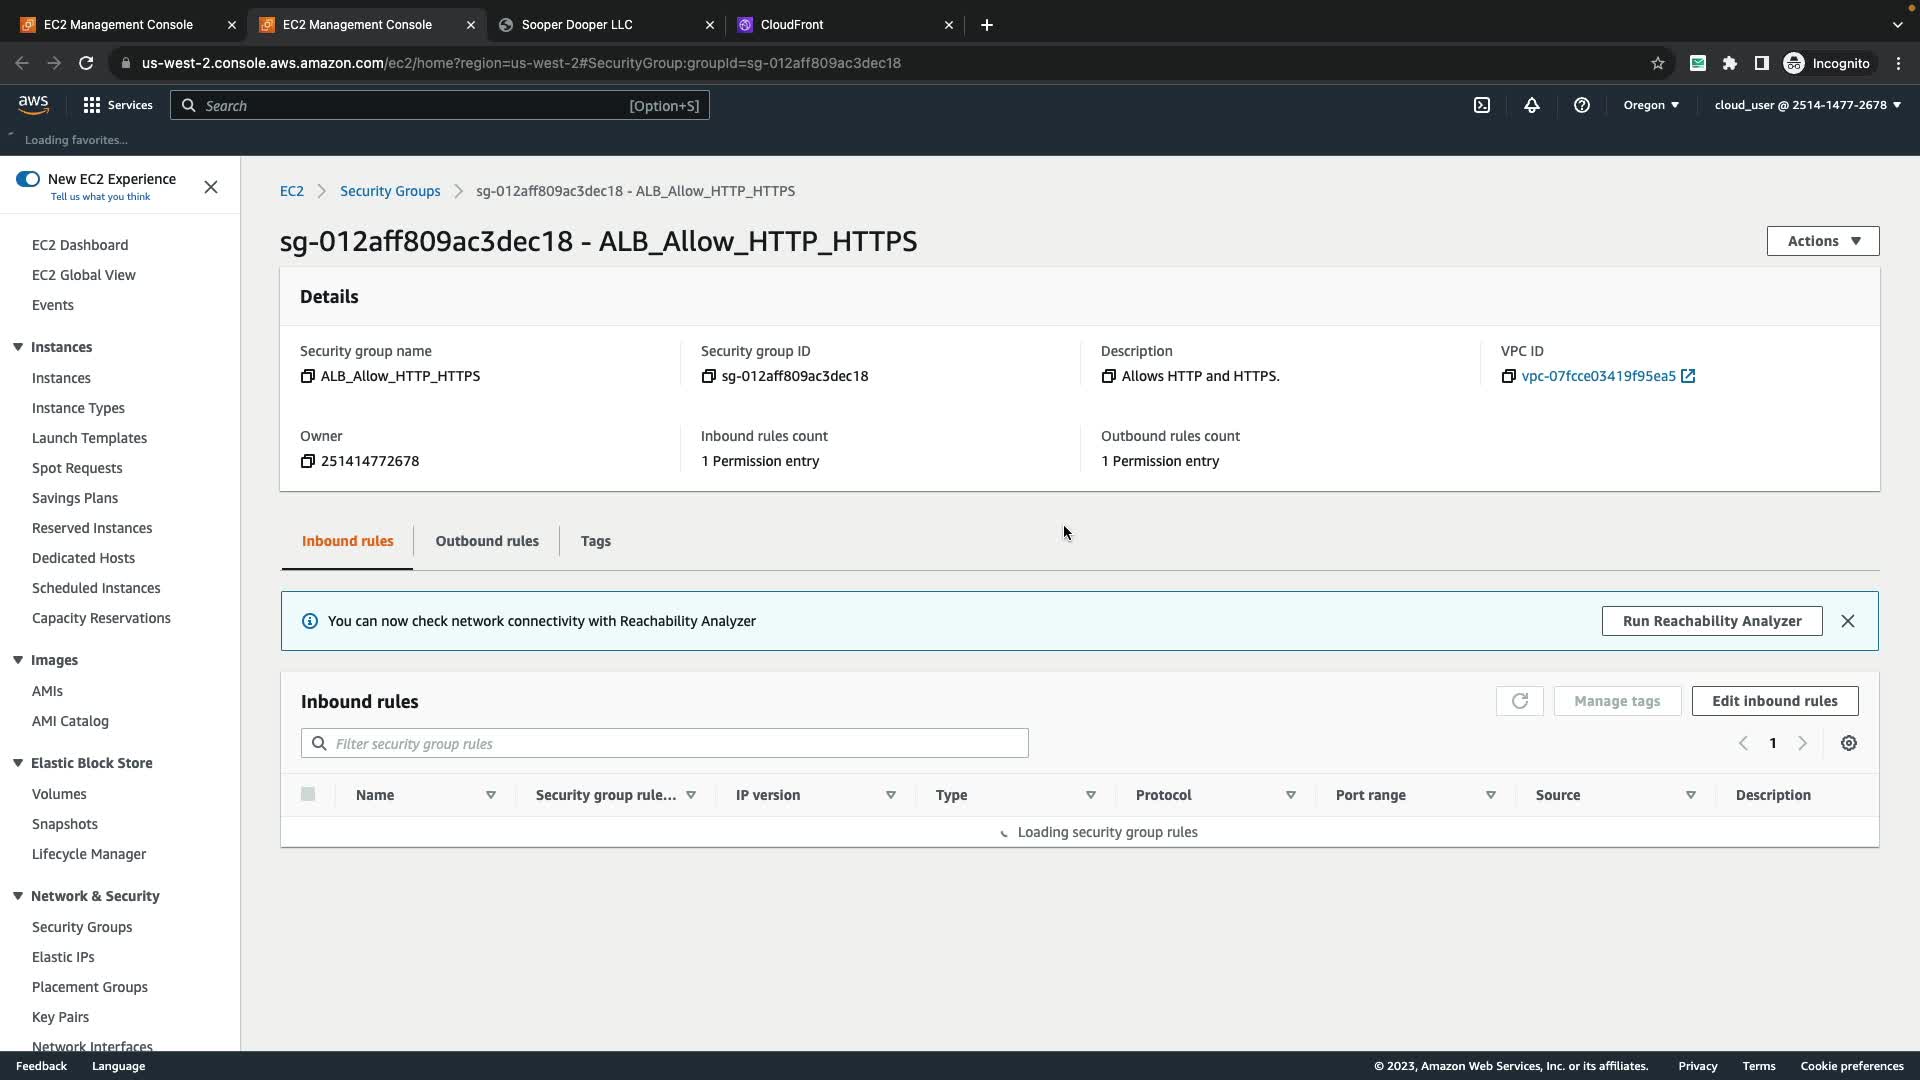 EC2 Management Console
EC2 Management Console
Sooper Dooper LLC
CloudFront
us-west-2.console.aws.amazon.com/ec2/home?region=us-west-2#SecurityGroup:groupId=sg-012aff809ac3dec18
Incognito
aws
Services
Search
[Option+S]
Oregon
cloud_user @ 2514-1477-2678
Loading favorites...
New EC2 Experience
Tell us what you think
EC2 Dashboard
EC2 Global View
Events
Instances
Instances
Instance Types
Launch Templates
Spot Requests
Savings Plans
Reserved Instances
Dedicated Hosts
Scheduled Instances
Capacity Reservations
Images
AMIs
AMI Catalog
Elastic Block Store
Volumes
Snapshots
Lifecycle Manager
Network & Security
Security Groups
Elastic IPs
Placement Groups
Key Pairs
Network Interfaces
EC2 > Security Groups > sg-012aff809ac3dec18 - ALB_Allow_HTTP_HTTPS
sg-012aff809ac3dec18 - ALB_Allow_HTTP_HTTPS
Actions
Details
Security group name
ALB_Allow_HTTP_HTTPS
Security group ID
sg-012aff809ac3dec18
Description
Allows HTTP and HTTPS.
VPC ID
vpc-07fcce03419f95ea5
Owner
251414772678
Inbound rules count
1 Permission entry
Outbound rules count
1 Permission entry
Inbound rules
Outbound rules
Tags
You can now check network connectivity with Reachability Analyzer
Run Reachability Analyzer
Inbound rules
Manage tags
Edit inbound rules
Filter security group rules
1
Name
Security group rule...
IP version
Type
Protocol
Port range
Source
Description
Loading security group rules
Feedback
Language
© 2023, Amazon Web Services, Inc. or its affiliates.
Privacy
Terms
Cookie preferences